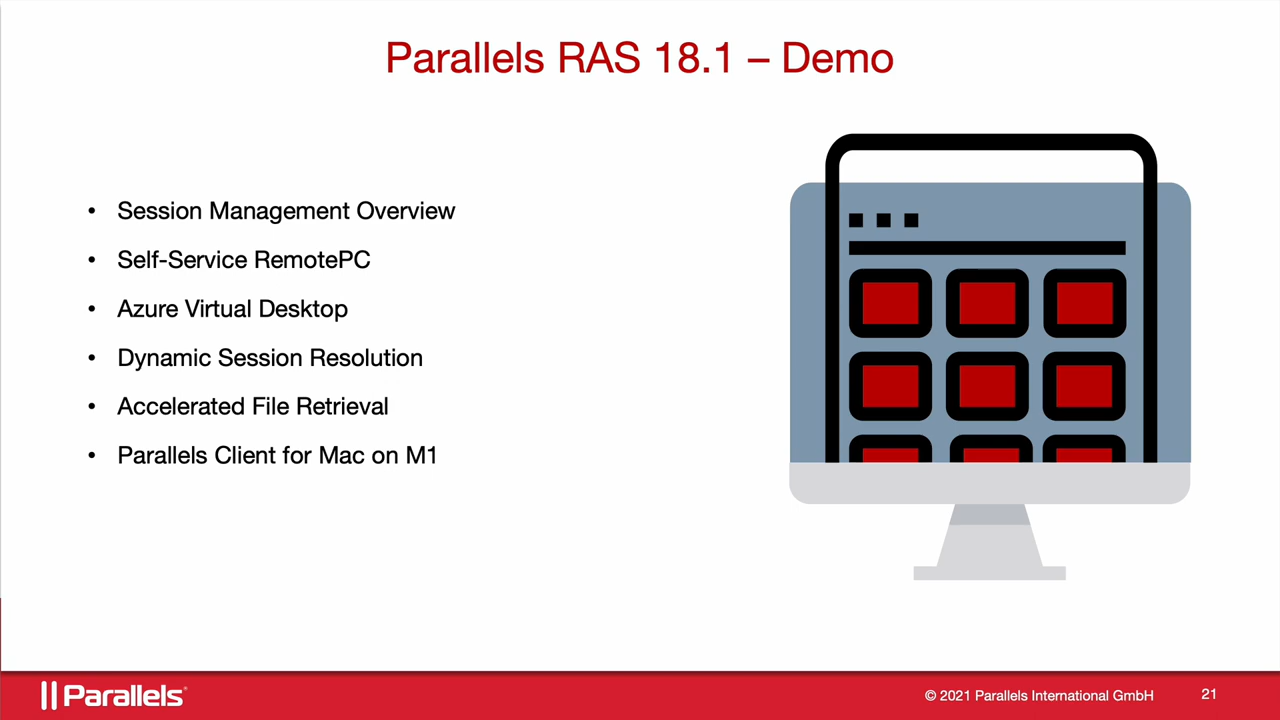 Parallels RAS 18.1 – Demo
• Session Management Overview
• Self-Service RemotePC
• Azure Virtual Desktop
• Dynamic Session Resolution
• Accelerated File Retrieval
• Parallels Client for Mac on M1
Parallels®
© 2021 Parallels International GmbH
21